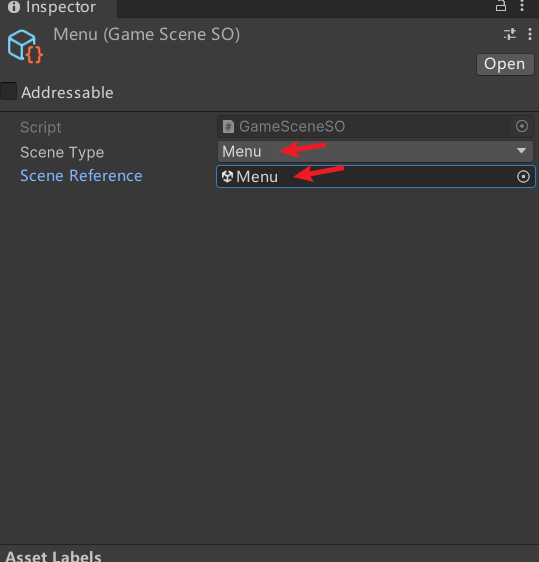 Inspector
Menu (Game Scene SO)
Open
Addressable
Script GameSceneSO
Scene Type Menu
Scene Reference Menu
Asset Labels